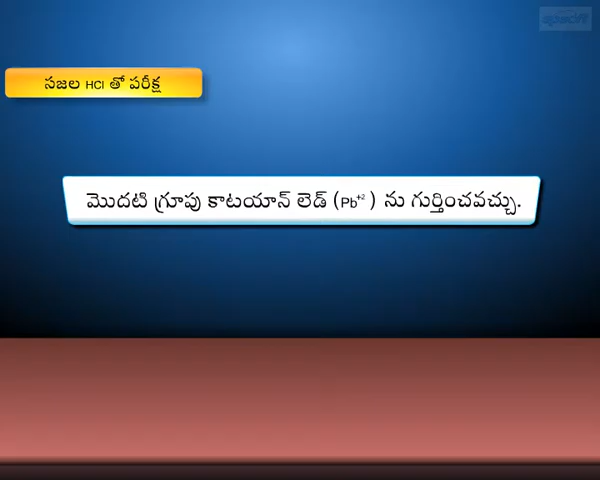 సజల HCl తో పరీక్ష
మొదటి గ్రూపు కాటయాన్ లెడ్ (Pb⁺²) ను గుర్తించవచ్చు.